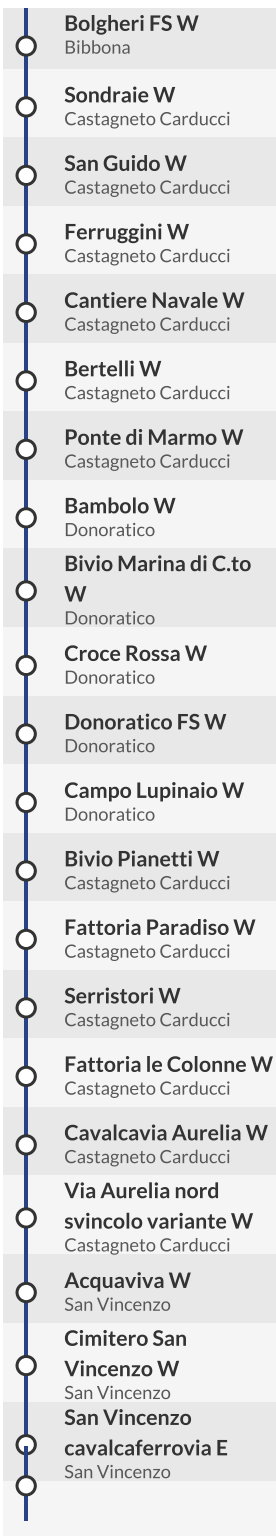 Bolgheri FS W
Bibbona
Sondraie W
Castagneto Carducci
San Guido W
Castagneto Carducci
Ferruggini W
Castagneto Carducci
Cantiere Navale W
Castagneto Carducci
Bertelli W
Castagneto Carducci
Ponte di Marmo W
Castagneto Carducci
Bambolo W
Donoratico
Bivio Marina di C.to
W
Donoratico
Croce Rossa W
Donoratico
Donoratico FS W
Donoratico
Campo Lupinaio W
Donoratico
Bivio Pianetti W
Castagneto Carducci
Fattoria Paradiso W
Castagneto Carducci
Serristori W
Castagneto Carducci
Fattoria le Colonne W
Castagneto Carducci
Cavalcavia Aurelia W
Castagneto Carducci
Via Aurelia nord
svincolo variante W
Castagneto Carducci
Acquaviva W
San Vincenzo
Cimitero San
Vincenzo W
San Vincenzo
San Vincenzo
cavalcaferrovia E
San Vincenzo